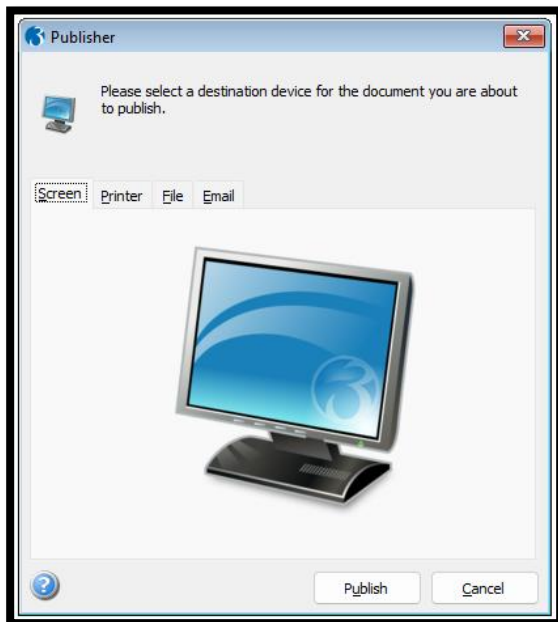 Publisher
Please select a destination device for the document you are about
to publish.
Screen Printer File Email
Publish Cancel